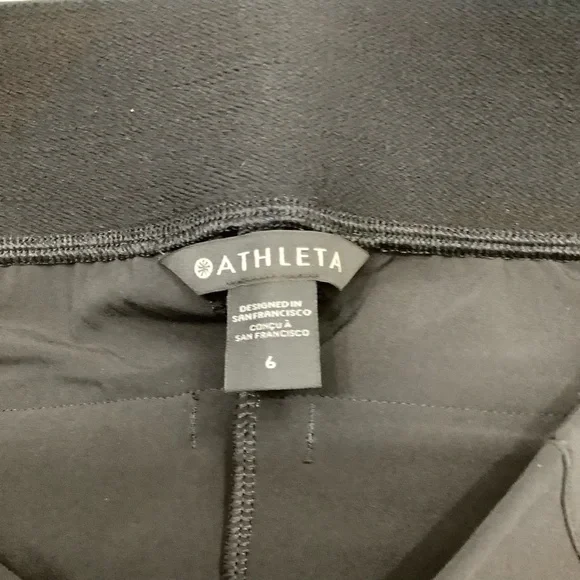 ATHLETA
DESIGNED IN
SAN FRANCISCO
CONÇU À
SAN FRANCISCO
6